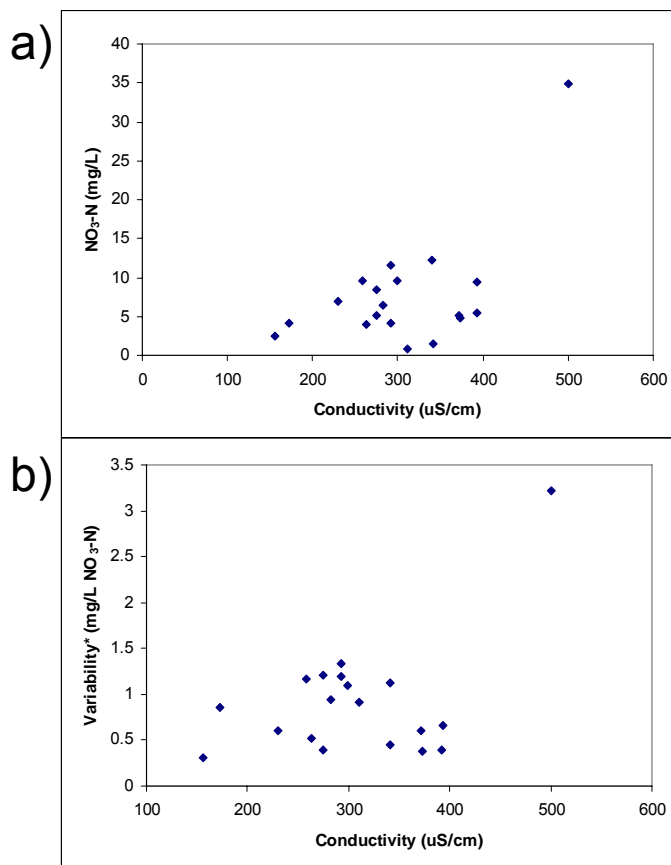 a)
40
35
30
25
20
15
10
5
0
NO3-N (mg/L)
0 100 200 300 400 500 600
Conductivity (uS/cm)
b)
3.5
3
2.5
2
1.5
1
0.5
0
Variability* (mg/L NO3-N)
100 200 300 400 500 600
Conductivity (uS/cm)